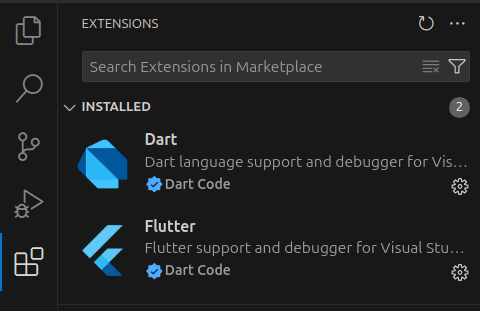 EXTENSIONS
Search Extensions in Marketplace
INSTALLED 2
Dart
Dart language support and debugger for Vis...
Dart Code
Flutter
Flutter support and debugger for Visual Stu...
Dart Code